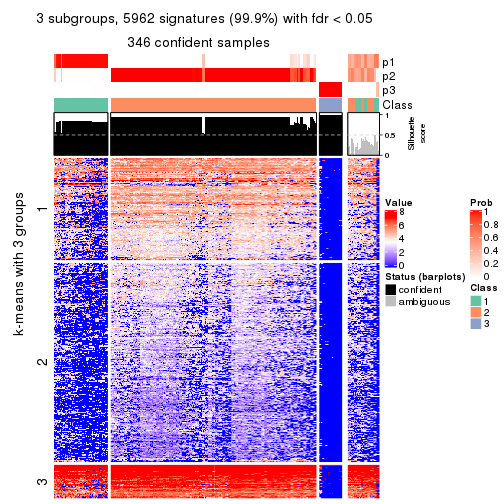 3 subgroups, 5962 signatures (99.9%) with fdr < 0.05
346 confident samples
p1
p2
p3
Class
1
0.5
0
Silhouette
score
k-means with 3 groups
1
2
3
Value
8
6
4
2
0
Status (barplots)
confident
ambiguous
Prob
1
0.8
0.6
0.4
0.2
0
Class
1
2
3